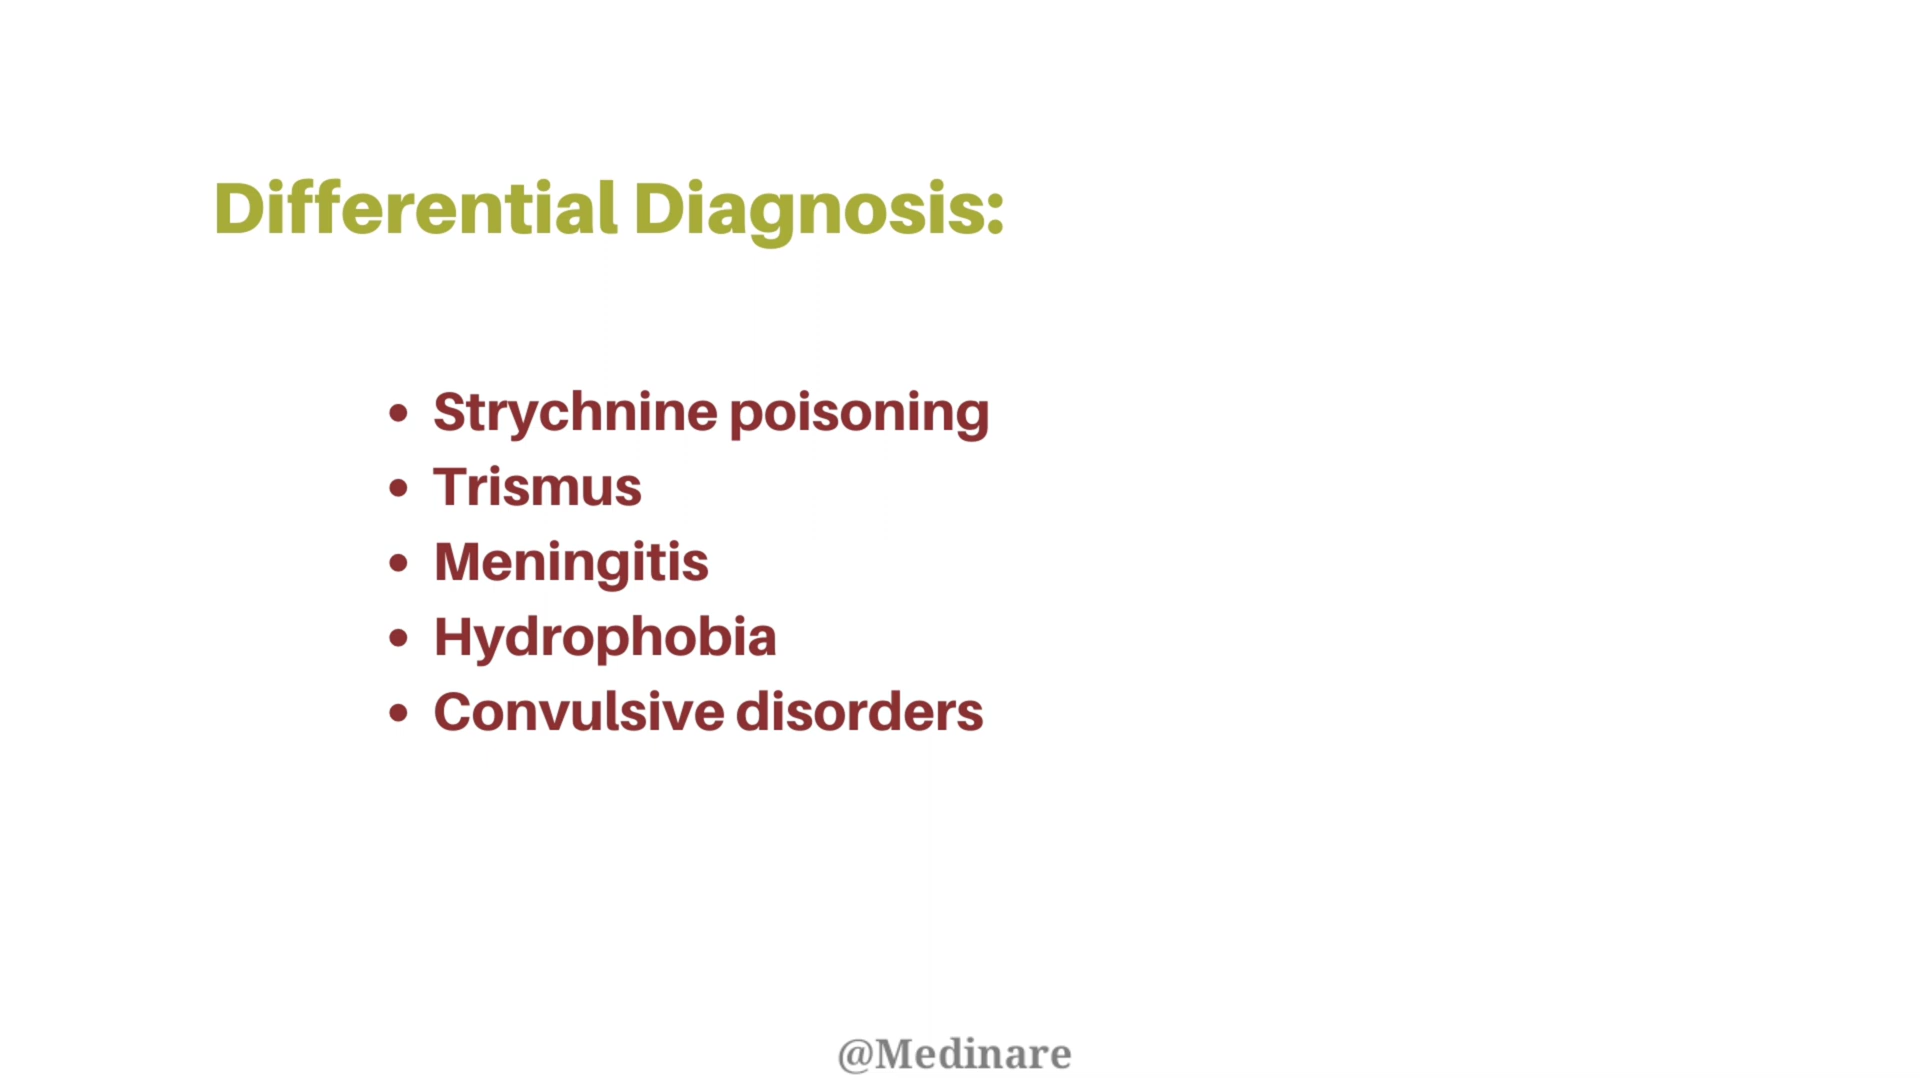 Differential Diagnosis:
• Strychnine poisoning
• Trismus
• Meningitis
• Hydrophobia
• Convulsive disorders
@Medinare